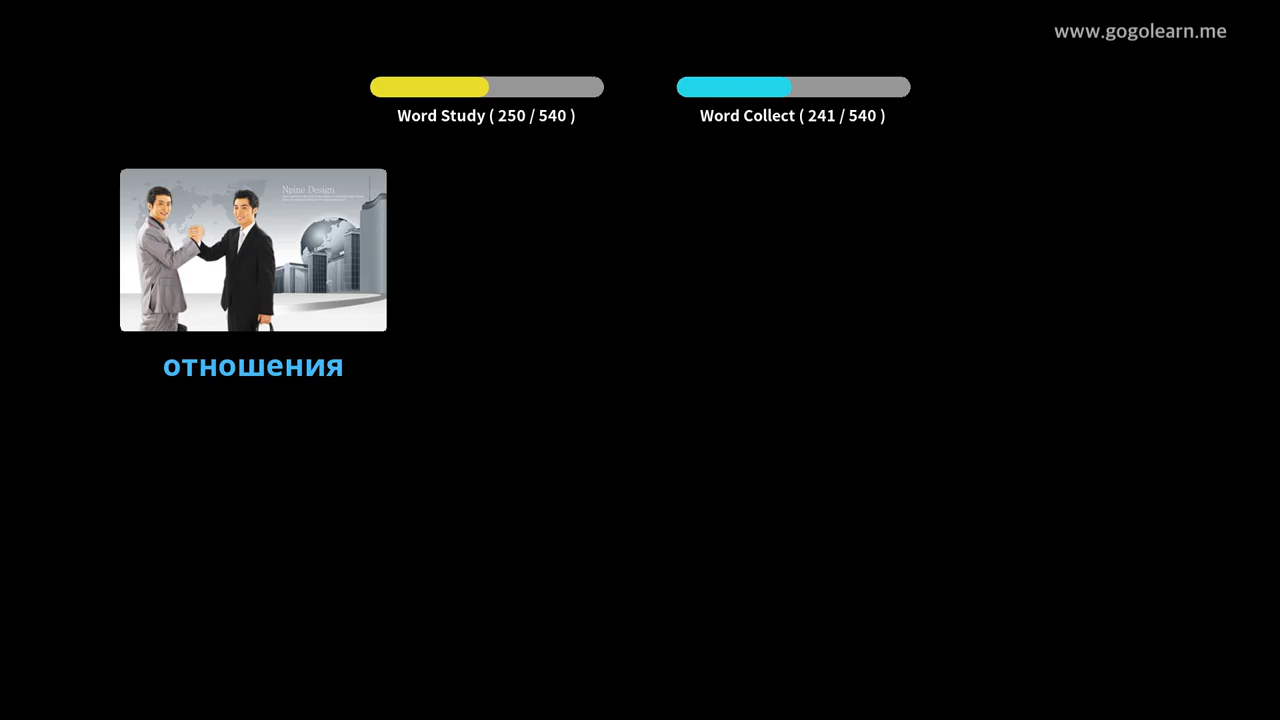 www.gogolearn.me
Word Study ( 250 / 540 )
Word Collect ( 241 / 540 )
Npine Design
отношения